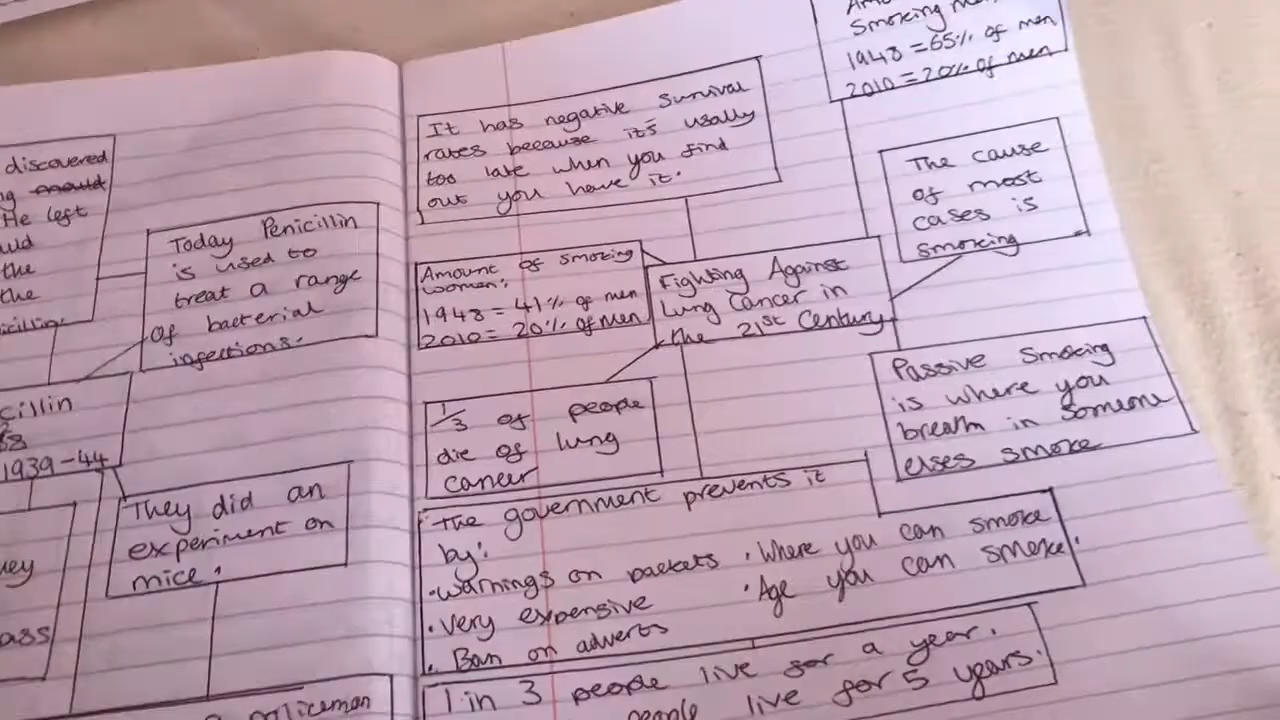 discovered
He left
the
the
Today Penicillin
is used to
treat a range
of bacterial
infections.
1939-44
They did an
experiment on
mice.
policeman
It has negative survival
rates because it's usally
too late when you find
out you have it.
Smoking men
1948 = 65% of men
2010 = 20% of men
The cause
of most
cases is
smoking
Amount of smoking
women:
1948 = 41% of men
2010 = 20% of men
Fighting Against
Lung Cancer in
the 21st Century
Passive Smoking
is where you
breath in Someone
elses smoke
1/3 of people
die of lung
cancer
The government prevents it
by:
· Warnings on packets · Where you can smoke
· Very expensive · Age you can smoke.
· Ban on adverts
1 in 3 people live for a year.
people live for 5 years.